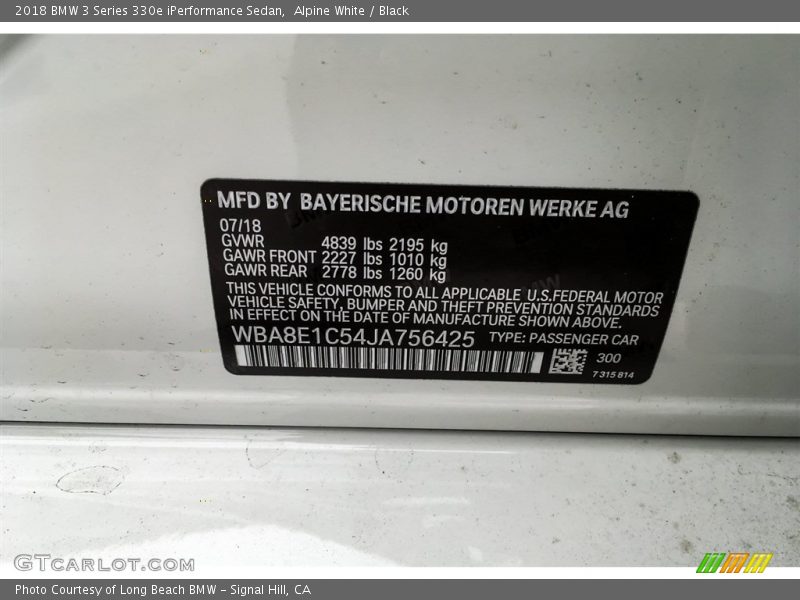 2018 BMW 3 Series 330e iPerformance Sedan,  Alpine White / Black
MFD BY BAYERISCHE MOTOREN WERKE AG
07/18
GVWR 4839 lbs 2195 kg
GAWR FRONT 2227 lbs 1010 kg
GAWR REAR 2778 lbs 1260 kg
THIS VEHICLE CONFORMS TO ALL APPLICABLE U.S.FEDERAL MOTOR
VEHICLE SAFETY, BUMPER AND THEFT PREVENTION STANDARDS
IN EFFECT ON THE DATE OF MANUFACTURE SHOWN ABOVE.
WBA8E1C54JA756425 TYPE: PASSENGER CAR
300
7 315 814
GTCARLOT.COM
Photo Courtesy of Long Beach BMW – Signal Hill, CA